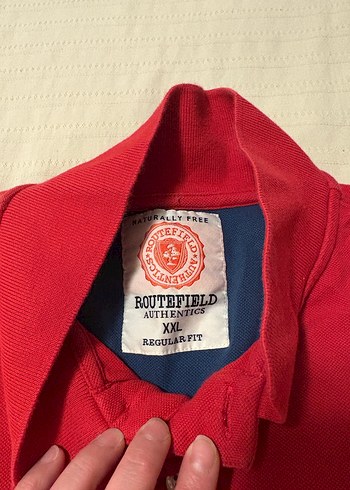 NATURALLY FREE
ROUTEFIELD
AUTHENTICS
ROUTEFIELD
AUTHENTICS
XXL
REGULAR FIT